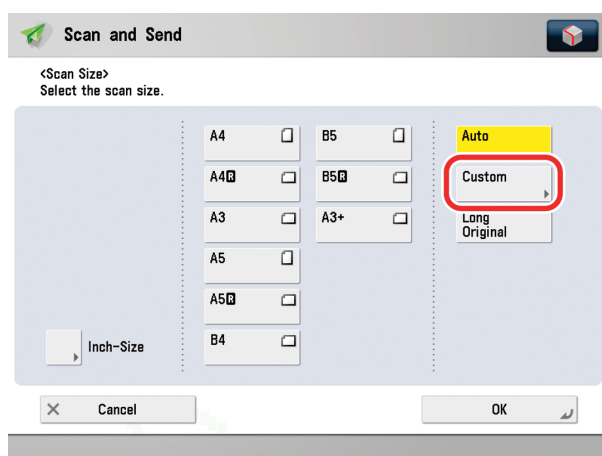 Scan and Send
<Scan Size>
Select the scan size.
A4
B5
Auto
A4R
B5R
Custom
A3
A3+
Long
Original
A5
A5R
B4
Inch-Size
Cancel
OK